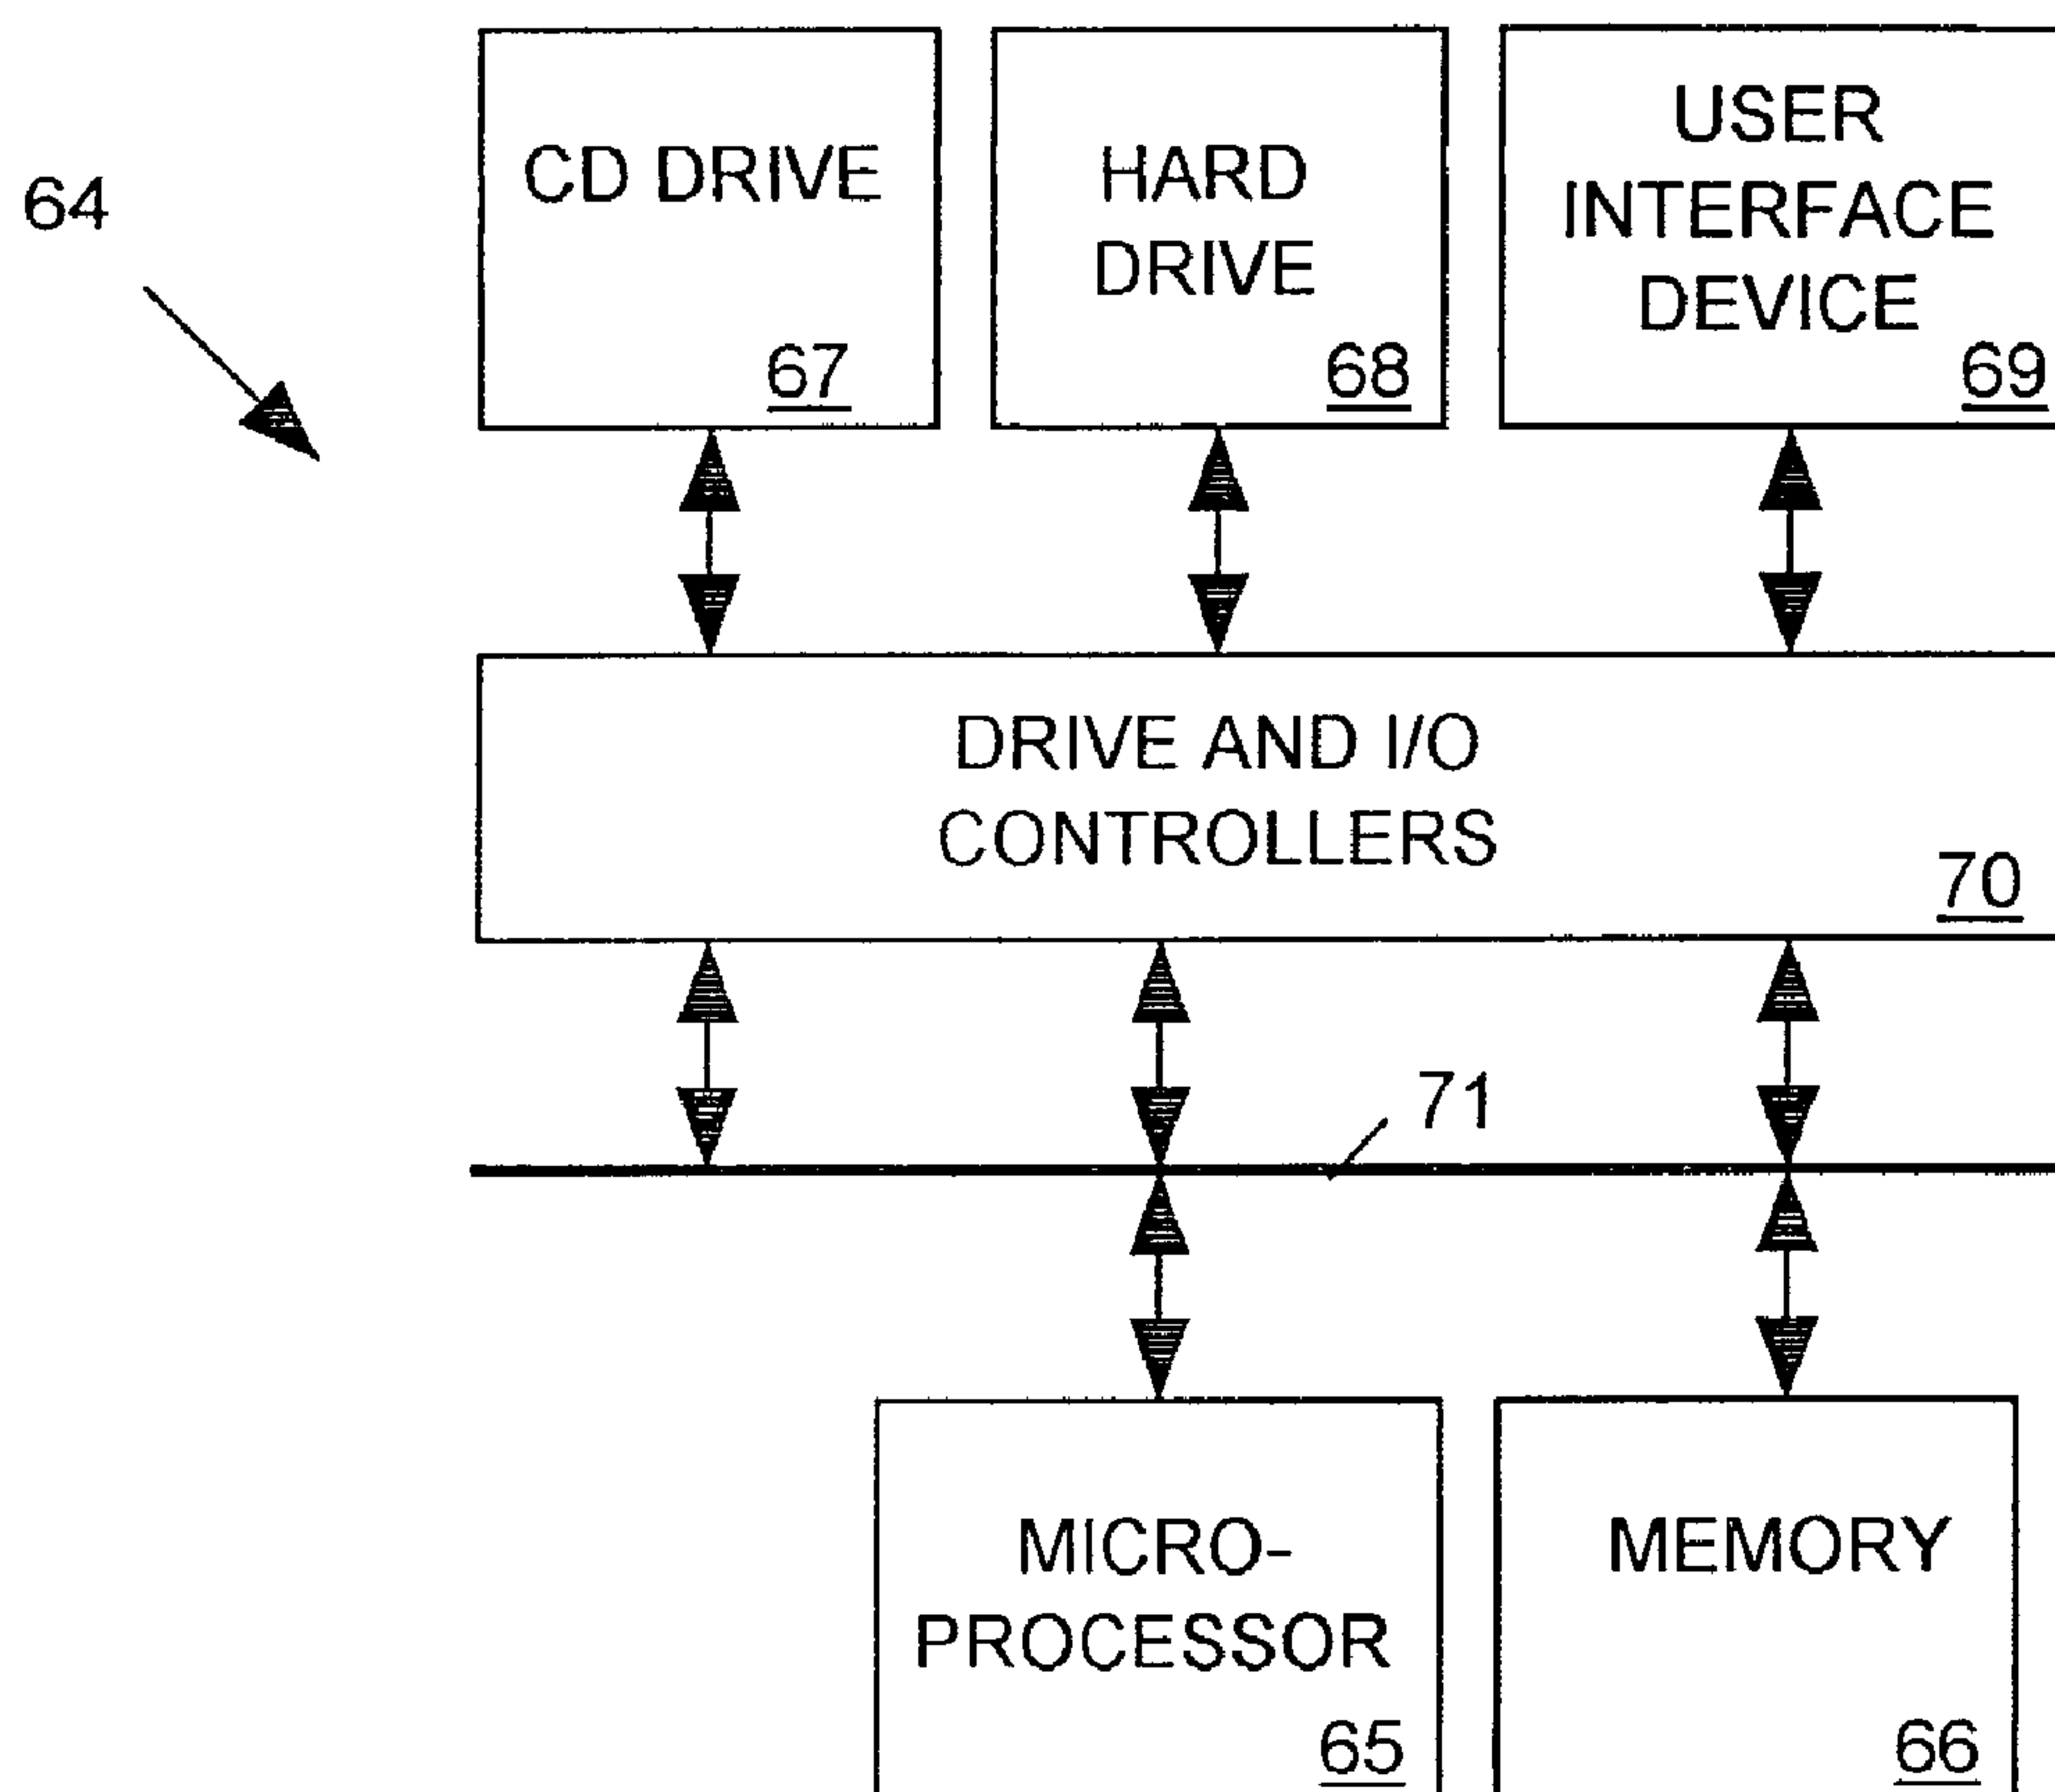 64
CD DRIVE
67
HARD
DRIVE
68
USER
INTERFACE
DEVICE
69
DRIVE AND I/O
CONTROLLERS
70
71
MICRO-
PROCESSOR
65
MEMORY
66